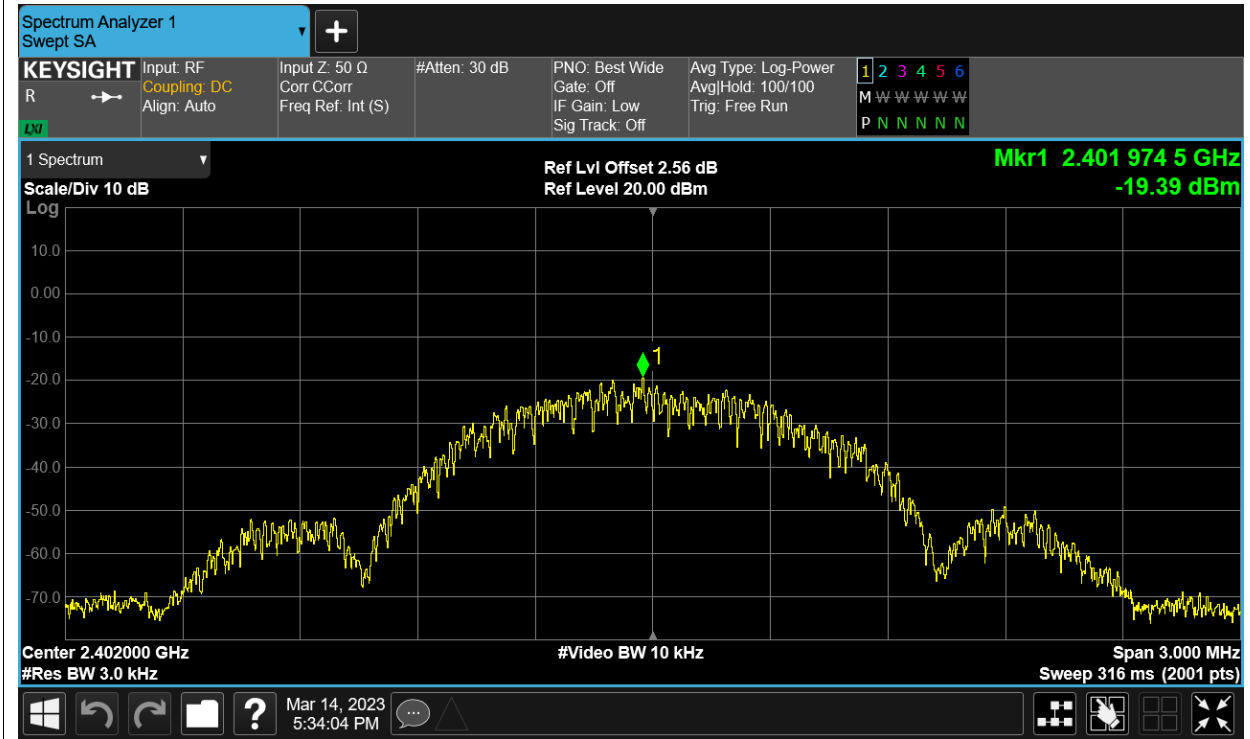 Spectrum Analyzer 1
Swept SA
+
KEYSIGHT
R
LXI
Input: RF
Coupling: DC
Align: Auto
Input Z: 50 Ω
Corr CCorr
Freq Ref: Int (S)
#Atten: 30 dB
PNO: Best Wide
Gate: Off
IF Gain: Low
Sig Track: Off
Avg Type: Log-Power
Avg|Hold: 100/100
Trig: Free Run
1 2 3 4 5 6
M W W W W W
P N N N N N
1 Spectrum
Scale/Div 10 dB
Log
Ref Lvl Offset 2.56 dB
Ref Level 20.00 dBm
Mkr1 2.401 974 5 GHz
-19.39 dBm
10.0
0.00
-10.0
1
-20.0
-30.0
-40.0
-50.0
-60.0
-70.0
Center 2.402000 GHz
#Video BW 10 kHz
Span 3.000 MHz
#Res BW 3.0 kHz
Sweep 316 ms (2001 pts)
?
Mar 14, 2023
5:34:04 PM